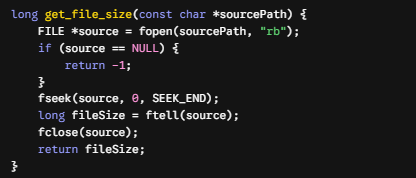 long get_file_size(const char *sourcePath) {
    FILE *source = fopen(sourcePath, "rb");
    if (source == NULL) {
        return -1;
    }
    fseek(source, 0, SEEK_END);
    long fileSize = ftell(source);
    fclose(source);
    return fileSize;
}